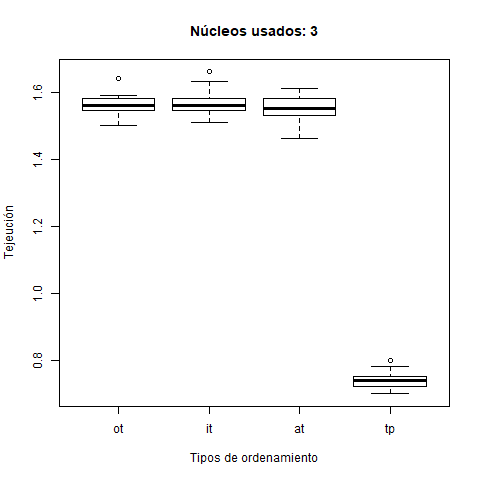 Núcleos usados: 3
Tejeución
1.6
1.4
1.2
1.0
0.8
ot it at tp
Tipos de ordenamiento